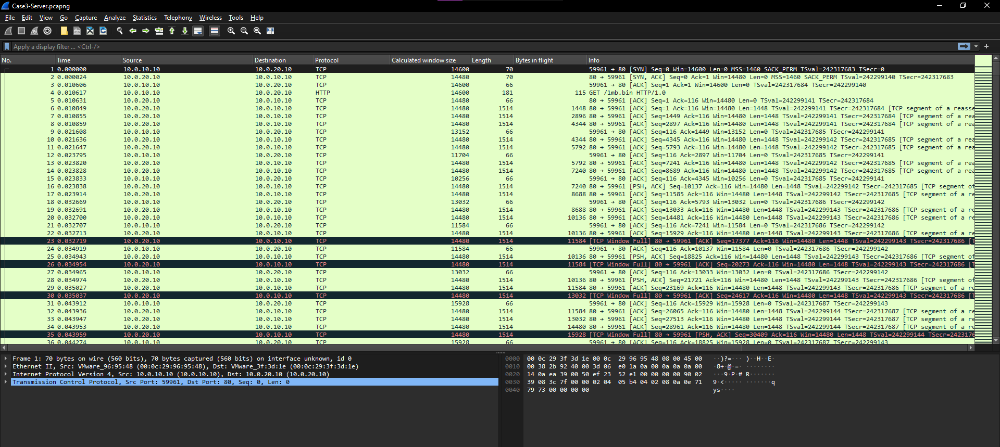 Case3-Server.pcapng
File Edit View Go Capture Analyze Statistics Telephony Wireless Tools Help
Apply a display filter ... <Ctrl-/>
No. Time Source Destination Protocol Calculated window size Length Bytes in flight Info
1 0.000000 10.0.10.10 10.0.20.10 TCP 14600 70 59961 → 80 [SYN] Seq=0 Win=14600 Len=0 MSS=1460 SACK_PERM TSval=242317683 TSecr=0
2 0.000024 10.0.20.10 10.0.10.10 TCP 14480 70 80 → 59961 [SYN, ACK] Seq=0 Ack=1 Win=14480 Len=0 MSS=1460 SACK_PERM TSval=242299140 TSecr=242317683
3 0.010606 10.0.10.10 10.0.20.10 TCP 14600 66 59961 → 80 [ACK] Seq=1 Ack=1 Win=14600 Len=0 TSval=242317684 TSecr=242299140
4 0.010617 10.0.10.10 10.0.20.10 HTTP 14600 181 115 GET /1mb.bin HTTP/1.0
5 0.010631 10.0.20.10 10.0.10.10 TCP 14480 66 80 → 59961 [ACK] Seq=1 Ack=116 Win=14480 Len=0 TSval=242299141 TSecr=242317684
6 0.010849 10.0.20.10 10.0.10.10 TCP 14480 1514 1448 80 → 59961 [ACK] Seq=1 Ack=116 Win=14480 Len=1448 TSval=242299141 TSecr=242317684 [TCP segment of a reasse
7 0.010855 10.0.20.10 10.0.10.10 TCP 14480 1514 2896 80 → 59961 [ACK] Seq=1449 Ack=116 Win=14480 Len=1448 TSval=242299141 TSecr=242317684 [TCP segment of a rea
8 0.010859 10.0.20.10 10.0.10.10 TCP 14480 1514 4344 80 → 59961 [ACK] Seq=2897 Ack=116 Win=14480 Len=1448 TSval=242299141 TSecr=242317684 [TCP segment of a rea
9 0.021608 10.0.10.10 10.0.20.10 TCP 13152 66 59961 → 80 [ACK] Seq=116 Ack=1449 Win=13152 Len=0 TSval=242317685 TSecr=242299141
10 0.021636 10.0.20.10 10.0.10.10 TCP 14480 1514 4344 80 → 59961 [ACK] Seq=4345 Ack=116 Win=14480 Len=1448 TSval=242299142 TSecr=242317685 [TCP segment of a rea
11 0.021647 10.0.20.10 10.0.10.10 TCP 14480 1514 5792 80 → 59961 [ACK] Seq=5793 Ack=116 Win=14480 Len=1448 TSval=242299142 TSecr=242317685 [TCP segment of a rea
12 0.023795 10.0.10.10 10.0.20.10 TCP 11704 66 59961 → 80 [ACK] Seq=116 Ack=2897 Win=11704 Len=0 TSval=242317685 TSecr=242299141
13 0.023820 10.0.20.10 10.0.10.10 TCP 14480 1514 5792 80 → 59961 [ACK] Seq=7241 Ack=116 Win=14480 Len=1448 TSval=242299142 TSecr=242317685 [TCP segment of a rea
14 0.023828 10.0.20.10 10.0.10.10 TCP 14480 1514 7240 80 → 59961 [ACK] Seq=8689 Ack=116 Win=14480 Len=1448 TSval=242299142 TSecr=242317685 [TCP segment of a rea
15 0.023833 10.0.10.10 10.0.20.10 TCP 10256 66 59961 → 80 [ACK] Seq=116 Ack=4345 Win=10256 Len=0 TSval=242317685 TSecr=242299141
16 0.023838 10.0.20.10 10.0.10.10 TCP 14480 1514 7240 80 → 59961 [PSH, ACK] Seq=10137 Ack=116 Win=14480 Len=1448 TSval=242299142 TSecr=242317685 [TCP segment of
17 0.023914 10.0.20.10 10.0.10.10 TCP 14480 1514 8688 80 → 59961 [ACK] Seq=11585 Ack=116 Win=14480 Len=1448 TSval=242299142 TSecr=242317685 [TCP segment of a re
18 0.032669 10.0.10.10 10.0.20.10 TCP 13032 66 59961 → 80 [ACK] Seq=116 Ack=5793 Win=13032 Len=0 TSval=242317686 TSecr=242299142
19 0.032691 10.0.20.10 10.0.10.10 TCP 14480 1514 8688 80 → 59961 [ACK] Seq=13033 Ack=116 Win=14480 Len=1448 TSval=242299143 TSecr=242317686 [TCP segment of a re
20 0.032700 10.0.20.10 10.0.10.10 TCP 14480 1514 10136 80 → 59961 [ACK] Seq=14481 Ack=116 Win=14480 Len=1448 TSval=242299143 TSecr=242317686 [TCP segment of a re
21 0.032707 10.0.10.10 10.0.20.10 TCP 11584 66 59961 → 80 [ACK] Seq=116 Ack=7241 Win=11584 Len=0 TSval=242317686 TSecr=242299142
22 0.032713 10.0.20.10 10.0.10.10 TCP 14480 1514 10136 80 → 59961 [ACK] Seq=15929 Ack=116 Win=14480 Len=1448 TSval=242299143 TSecr=242317686 [TCP segment of a re
23 0.032719 10.0.20.10 10.0.10.10 TCP 14480 1514 11584 [TCP Window Full] 80 → 59961 [ACK] Seq=17377 Ack=116 Win=14480 Len=1448 TSval=242299143 TSecr=242317686 [T
24 0.034919 10.0.10.10 10.0.20.10 TCP 11584 66 59961 → 80 [ACK] Seq=116 Ack=10137 Win=11584 Len=0 TSval=242317686 TSecr=242299142
25 0.034943 10.0.20.10 10.0.10.10 TCP 14480 1514 10136 80 → 59961 [PSH, ACK] Seq=18825 Ack=116 Win=14480 Len=1448 TSval=242299143 TSecr=242317686 [TCP segment of
26 0.034954 10.0.20.10 10.0.10.10 TCP 14480 1514 11584 [TCP Window Full] 80 → 59961 [ACK] Seq=20273 Ack=116 Win=14480 Len=1448 TSval=242299143 TSecr=242317686 [T
27 0.034965 10.0.10.10 10.0.20.10 TCP 13032 66 59961 → 80 [ACK] Seq=116 Ack=13033 Win=13032 Len=0 TSval=242317686 TSecr=242299142
28 0.034974 10.0.20.10 10.0.10.10 TCP 14480 1514 10136 80 → 59961 [PSH, ACK] Seq=21721 Ack=116 Win=14480 Len=1448 TSval=242299143 TSecr=242317686 [TCP segment of
29 0.035027 10.0.20.10 10.0.10.10 TCP 14480 1514 11584 80 → 59961 [ACK] Seq=23169 Ack=116 Win=14480 Len=1448 TSval=242299143 TSecr=242317686 [TCP segment of a re
30 0.035037 10.0.20.10 10.0.10.10 TCP 14480 1514 13032 [TCP Window Full] 80 → 59961 [ACK] Seq=24617 Ack=116 Win=14480 Len=1448 TSval=242299143 TSecr=242317686 [T
31 0.043912 10.0.10.10 10.0.20.10 TCP 15928 66 59961 → 80 [ACK] Seq=116 Ack=15929 Win=15928 Len=0 TSval=242317687 TSecr=242299143
32 0.043936 10.0.20.10 10.0.10.10 TCP 14480 1514 11584 80 → 59961 [ACK] Seq=26065 Ack=116 Win=14480 Len=1448 TSval=242299144 TSecr=242317687 [TCP segment of a re
33 0.043947 10.0.20.10 10.0.10.10 TCP 14480 1514 13032 80 → 59961 [ACK] Seq=27513 Ack=116 Win=14480 Len=1448 TSval=242299144 TSecr=242317687 [TCP segment of a re
34 0.043953 10.0.20.10 10.0.10.10 TCP 14480 1514 14480 80 → 59961 [ACK] Seq=28961 Ack=116 Win=14480 Len=1448 TSval=242299144 TSecr=242317687 [TCP segment of a re
35 0.043959 10.0.20.10 10.0.10.10 TCP 14480 1514 15928 [TCP Window Full] 80 → 59961 [PSH, ACK] Seq=30409 Ack=116 Win=14480 Len=1448 TSval=242299144 TSecr=2423176
36 0.044274 10.0.10.10 10.0.20.10 TCP 15928 66 59961 → 80 [ACK] Seq=116 Ack=18825 Win=15928 Len=0 TSval=242317687 TSecr=242299143
Frame 1: 70 bytes on wire (560 bits), 70 bytes captured (560 bits) on interface unknown, id 0
Ethernet II, Src: VMware_96:95:48 (00:0c:29:96:95:48), Dst: VMware_3f:3d:1e (00:0c:29:3f:3d:1e)
Internet Protocol Version 4, Src: 10.0.10.10 (10.0.10.10), Dst: 10.0.20.10 (10.0.20.10)
Transmission Control Protocol, Src Port: 59961, Dst Port: 80, Seq: 0, Len: 0
0000 00 0c 29 3f 3d 1e 00 0c 29 96 95 48 08 00 45 00 ··)?=··· )··H··E·
0010 00 38 2b 92 40 00 3d 06 e0 1a 0a 00 0a 0a 0a 00 ·8+·@·=· ········
0020 14 0a ea 39 00 50 ef 23 52 e1 00 00 00 00 90 02 ···9·P·# R·······
0030 39 08 3c 7f 00 00 02 04 05 b4 04 02 08 0a 0e 71 9·<····· ·······q
0040 79 73 00 00 00 00 ys····